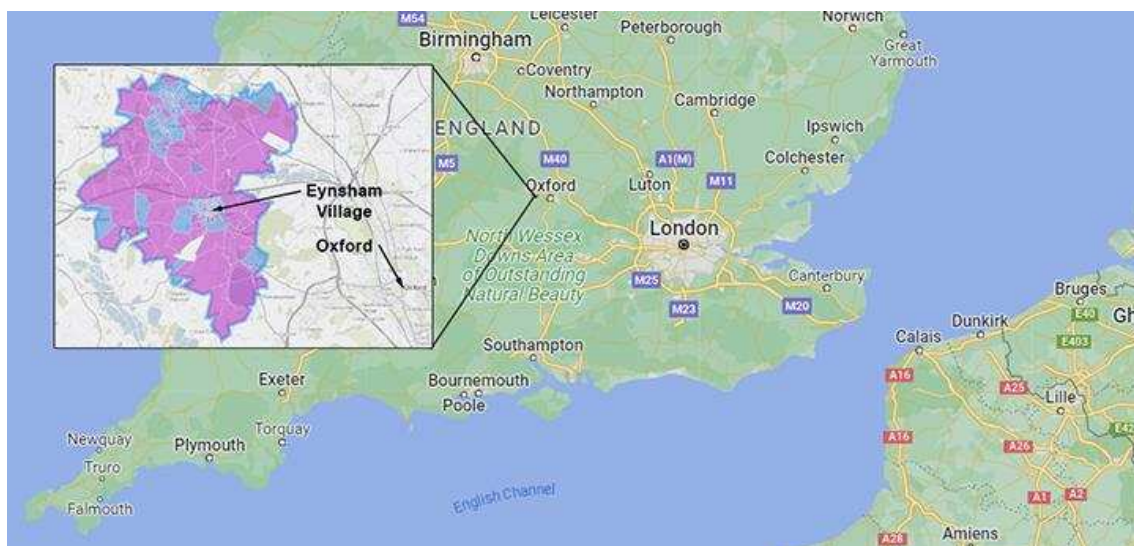 M54
Leicester
Peterborough
Norwich
Birmingham
Great
Yarmouth
Coventry
Northampton
Cambridge
ENGLAND
Ipswich
M5
M40
A1(M)
Colchester
M11
Oxford
Luton
Eynsham
Village
Oxford
London
North Wessex
Downs Area
of Outstanding
Natural Beauty
M25
Canterbury
M23
M20
Bruges
E40
Gh
Dunkirk
Calais
E403
Southampton
Exeter
Bournemouth
Poole
A16
A25
Lille
Newquay
Torquay
Plymouth
A16
E42
A26
Truro
Falmouth
English Channel
A1
A2
A28
Amiens